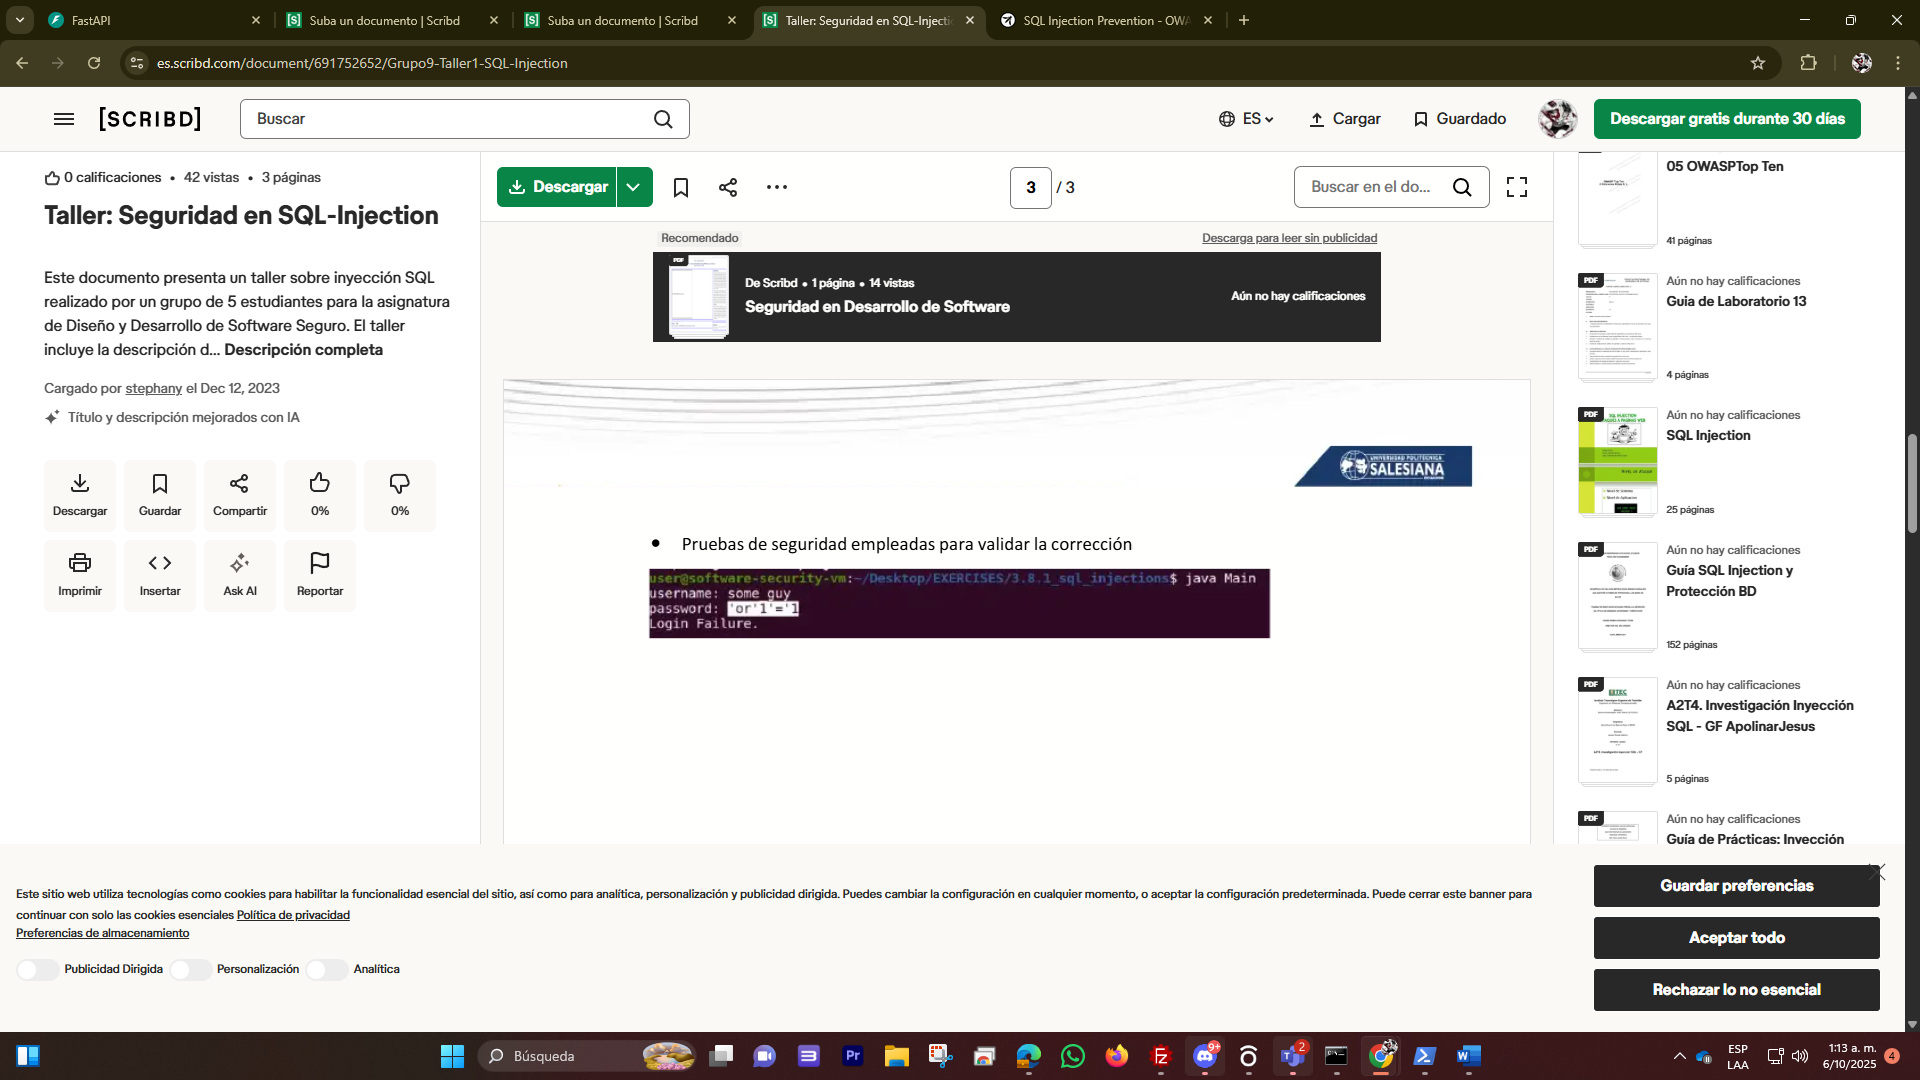 FastAPI
Suba un documento | Scribd
Suba un documento | Scribd
Taller: Seguridad en SQL-Injecti
SQL Injection Prevention - OWA
es.scribd.com/document/691752652/Grupo9-Taller1-SQL-Injection
[SCRIBD]
Buscar
ES
Cargar
Guardado
Descargar gratis durante 30 días
0 calificaciones • 42 vistas • 3 páginas
Taller: Seguridad en SQL-Injection
Este documento presenta un taller sobre inyección SQL
realizado por un grupo de 5 estudiantes para la asignatura
de Diseño y Desarrollo de Software Seguro. El taller
incluye la descripción d... Descripción completa
Cargado por stephany el Dec 12, 2023
Título y descripción mejorados con IA
Descargar
Guardar
Compartir
0%
0%
Imprimir
Insertar
Ask AI
Reportar
Descargar
3 / 3
Buscar en el do...
Recomendado
Descarga para leer sin publicidad
PDF
De Scribd • 1 página • 14 vistas
Seguridad en Desarrollo de Software
Aún no hay calificaciones
UNIVERSIDAD POLITÉCNICA
SALESIANA
• Pruebas de seguridad empleadas para validar la corrección
user@software-security-vm:~/Desktop/EXERCISES/3.8.1_sql_injections$ java Main
username: some guy
password: 'or'1'='1
Login Failure.
05 OWASPTop Ten
41 páginas
PDF
Aún no hay calificaciones
Guia de Laboratorio 13
4 páginas
PDF
Aún no hay calificaciones
SQL Injection
25 páginas
PDF
Aún no hay calificaciones
Guía SQL Injection y
Protección BD
152 páginas
PDF
Aún no hay calificaciones
A2T4. Investigación Inyección
SQL - GF ApolinarJesus
5 páginas
PDF
Aún no hay calificaciones
Guía de Prácticas: Inyección
Este sitio web utiliza tecnologías como cookies para habilitar la funcionalidad esencial del sitio, así como para analítica, personalización y publicidad dirigida. Puedes cambiar la configuración en cualquier momento, o aceptar la configuración predeterminada. Puede cerrar este banner para
continuar con solo las cookies esenciales Política de privacidad
Preferencias de almacenamiento
Publicidad Dirigida
Personalización
Analítica
Guardar preferencias
Aceptar todo
Rechazar lo no esencial
Búsqueda
Pr
9+
2
ESP
LAA
1:13 a. m.
6/10/2025
4